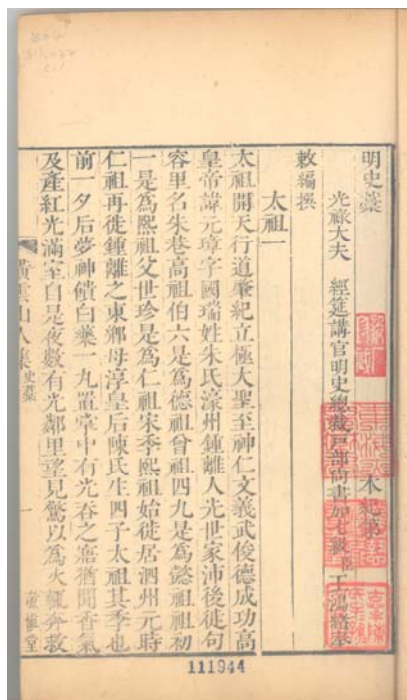 明史藁
本紀第
光祿大夫 經筵講官明史總裁戶部尚書加七級臣王鴻緒奉
敕編撰
太祖一
太祖開天行道肇紀立極大聖至神仁文義武俊德成功高
皇帝諱元璋字國瑞姓朱氏濠州鍾離人先世家沛後徙句
容里名朱巷高祖伯六是為德祖曾祖四九是為懿祖祖初
一是為熙祖父世珍是為仁祖宋季熙祖始徙居泗州元時
仁祖再徙鍾離之東鄉母淳皇后陳氏生四子太祖其季也
前一夕后夢神饋白藥一丸置掌中有光吞之寤猶聞香氣
及產紅光滿室自是夜數有光鄰里望見驚以為火輒奔救
橫雲山人集 史藁
一
敬慎堂
111944